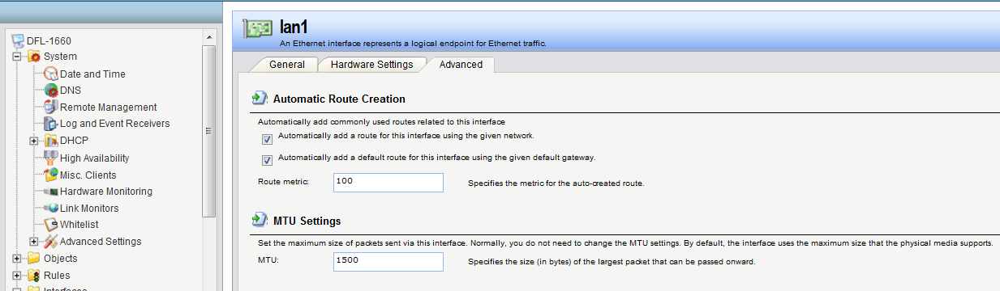 DFL-1660
System
Date and Time
DNS
Remote Management
Log and Event Receivers
DHCP
High Availability
Misc. Clients
Hardware Monitoring
Link Monitors
Whitelist
Advanced Settings
Objects
Rules
Interfaces
lan1
An Ethernet interface represents a logical endpoint for Ethernet traffic.
General Hardware Settings Advanced
Automatic Route Creation
Automatically add commonly used routes related to this interface
Automatically add a route for this interface using the given network.
Automatically add a default route for this interface using the given default gateway.
Route metric: 100 Specifies the metric for the auto-created route.
MTU Settings
Set the maximum size of packets sent via this interface. Normally, you do not need to change the MTU settings. By default, the interface uses the maximum size that the physical media supports.
MTU: 1500 Specifies the size (in bytes) of the largest packet that can be passed onward.